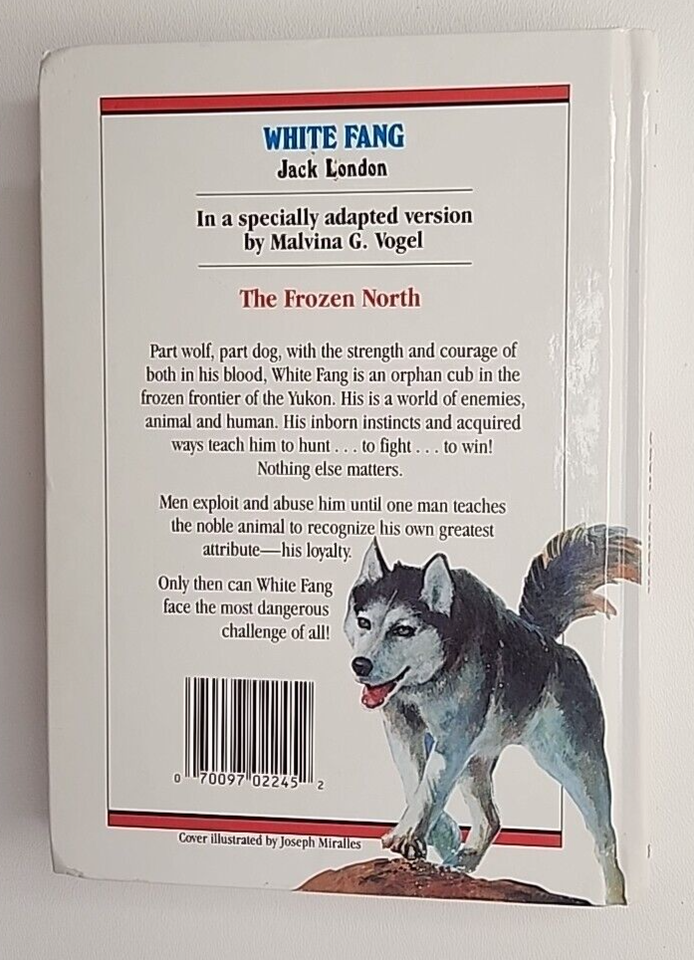 WHITE FANG
Jack London
In a specially adapted version
by Malvina G. Vogel
The Frozen North
Part wolf, part dog, with the strength and courage of
both in his blood, White Fang is an orphan cub in the
frozen frontier of the Yukon. His is a world of enemies,
animal and human. His inborn instincts and acquired
ways teach him to hunt . . . to fight . . . to win!
Nothing else matters.
Men exploit and abuse him until one man teaches
the noble animal to recognize his own greatest
attribute—his loyalty.
Only then can White Fang
face the most dangerous
challenge of all!
0 70097 02245 2
Cover illustrated by Joseph Miralles